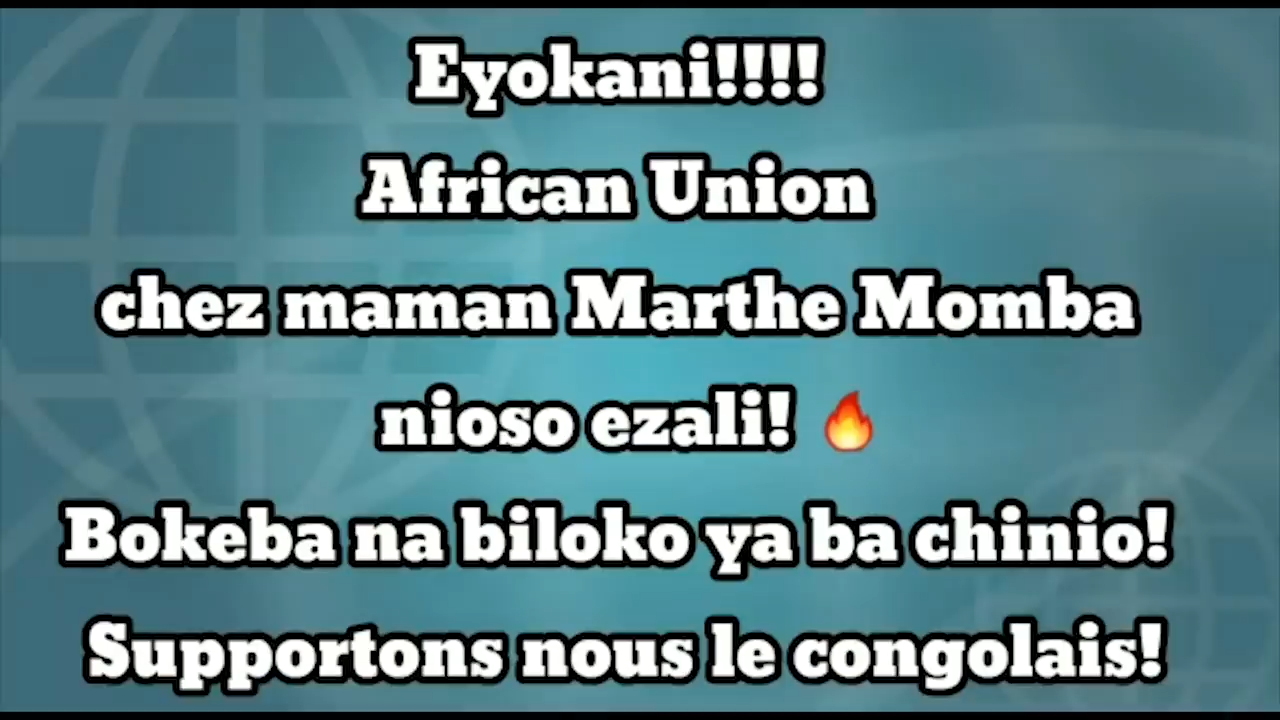 Eyokani!!!!
African Union
chez maman Marthe Momba
nioso ezali! 🔥
Bokeba na biloko ya ba chinio!
Supportons nous le congolais!